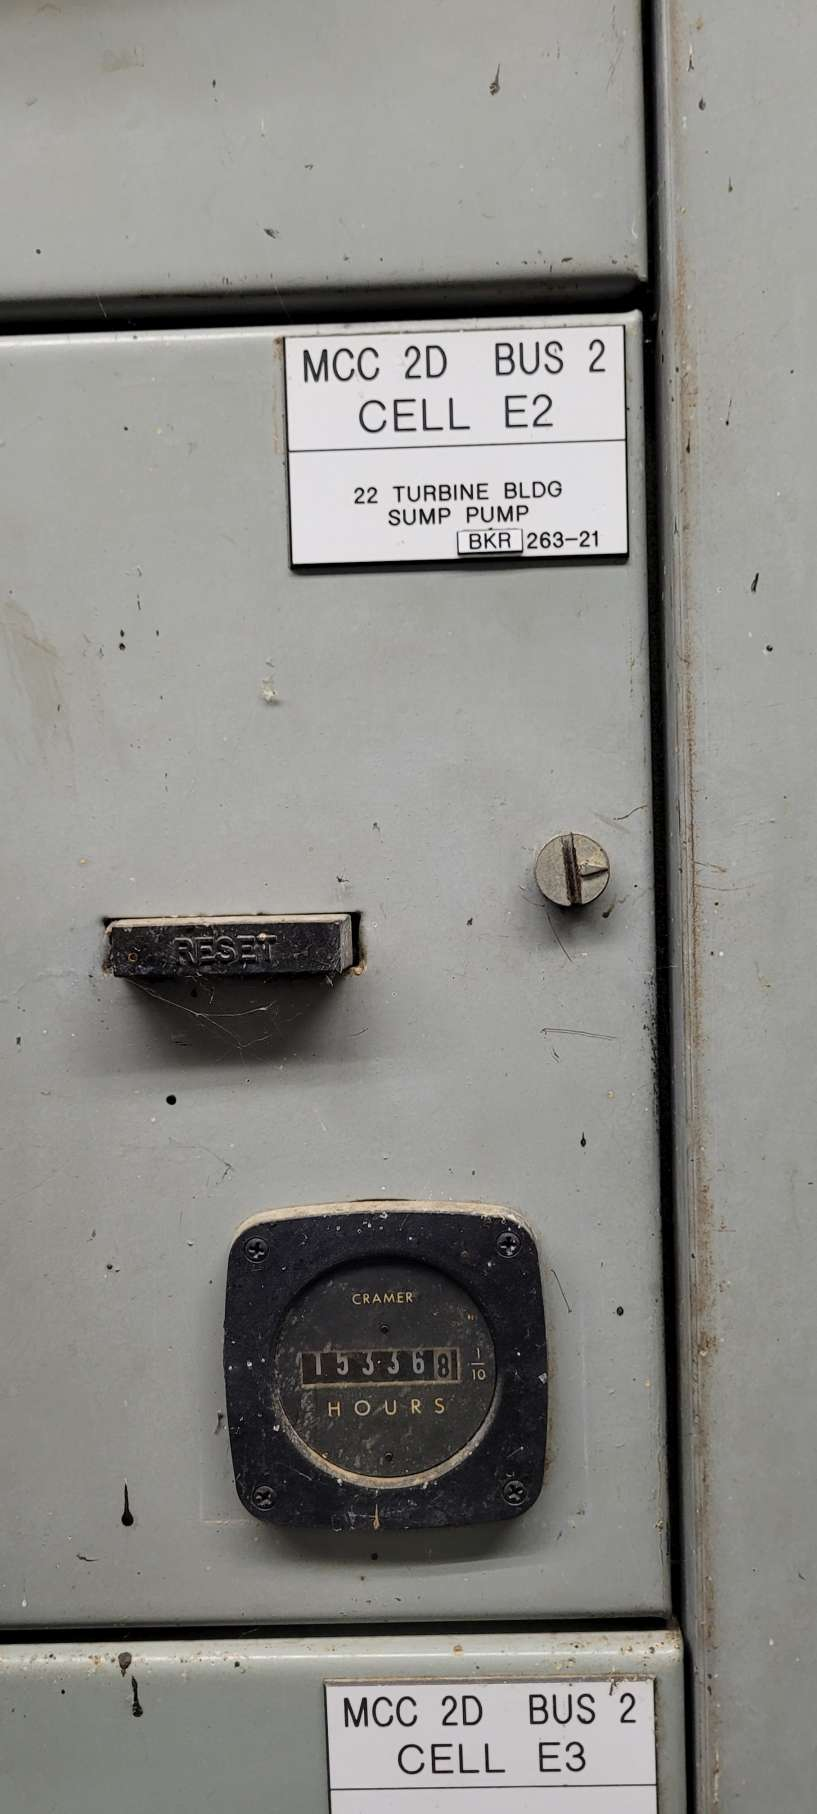 MCC 2D BUS 2
CELL E2
22 TURBINE BLDG
SUMP PUMP
BKR 263-21
RESET
CRAMER
153368 1/10
HOURS
MCC 2D BUS 2
CELL E3